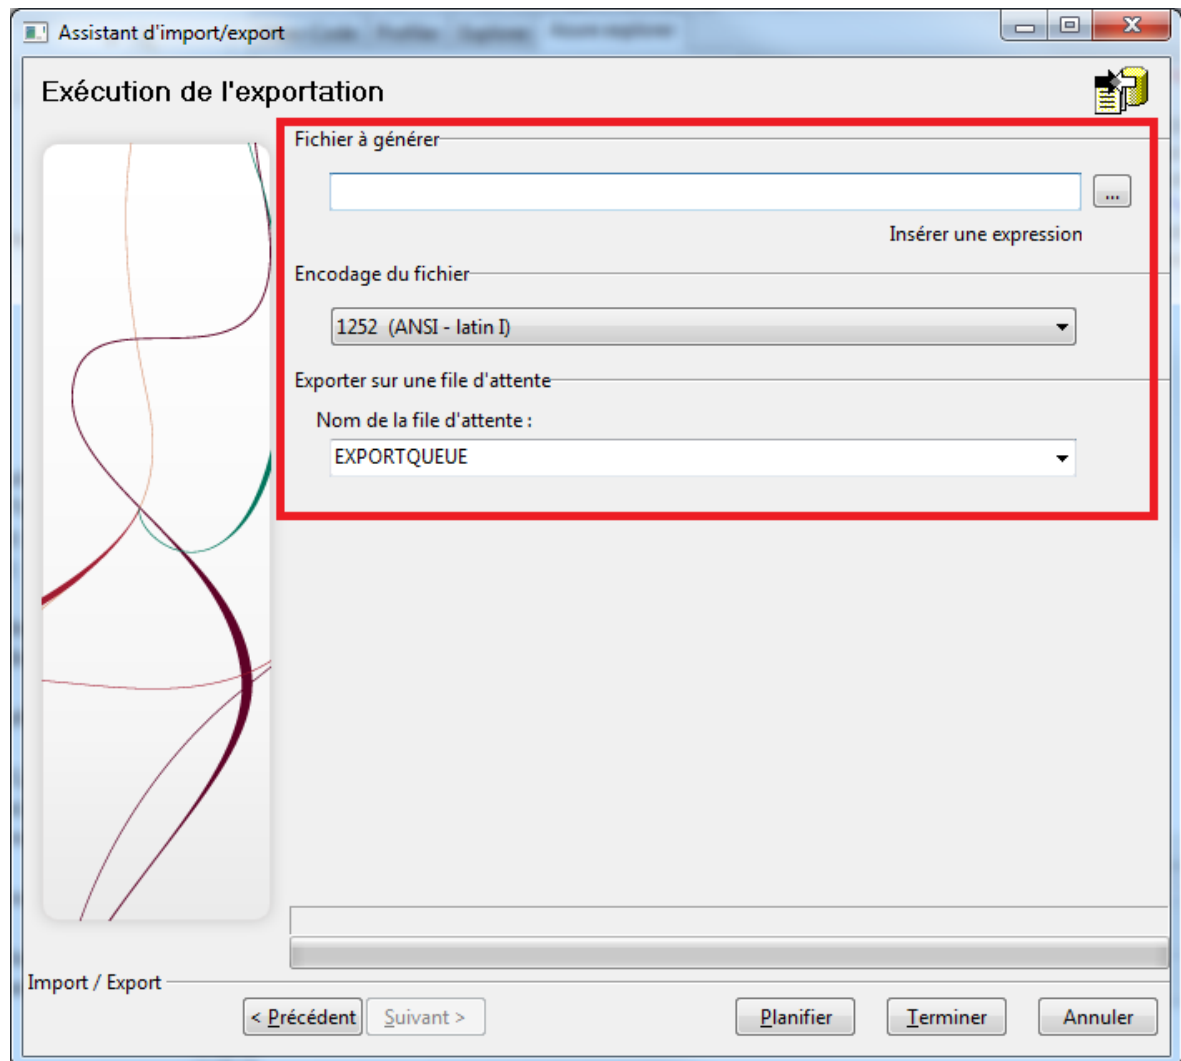 Assistant d'import/export
Exécution de l'exportation
Fichier à générer
...
Insérer une expression
Encodage du fichier
1252 (ANSI - latin I)
Exporter sur une file d'attente
Nom de la file d'attente :
EXPORTQUEUE
Import / Export
< Précédent Suivant > Planifier Terminer Annuler